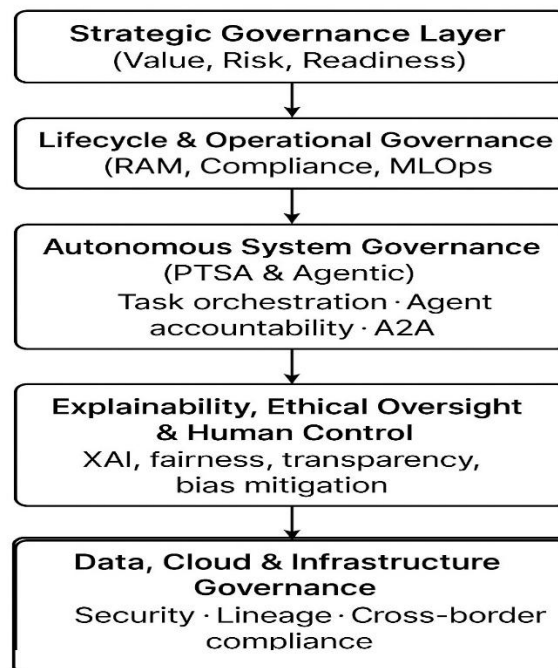 Strategic Governance Layer
(Value, Risk, Readiness)
Lifecycle & Operational Governance
(RAM, Compliance, MLOps
Autonomous System Governance
(PTSA & Agentic)
Task orchestration · Agent
accountability · A2A
Explainability, Ethical Oversight
& Human Control
XAI, fairness, transparency,
bias mitigation
Data, Cloud & Infrastructure
Governance
Security · Lineage · Cross-border
compliance